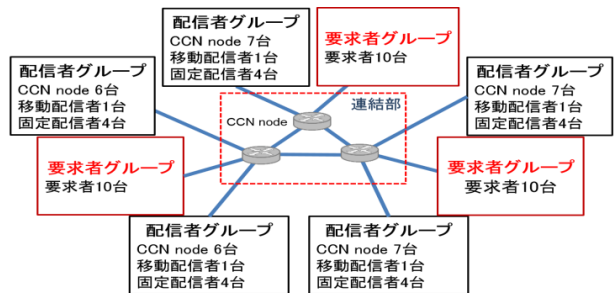 配信者グループ
CCN node 7台
移動配信者1台
固定配信者4台
要求者グループ
要求者10台
配信者グループ
CCN node 6台
移動配信者1台
固定配信者4台
配信者グループ
CCN node 7台
移動配信者1台
固定配信者4台
連結部
CCN node
要求者グループ
要求者10台
要求者グループ
要求者10台
配信者グループ
CCN node 6台
移動配信者1台
固定配信者4台
配信者グループ
CCN node 7台
移動配信者1台
固定配信者4台